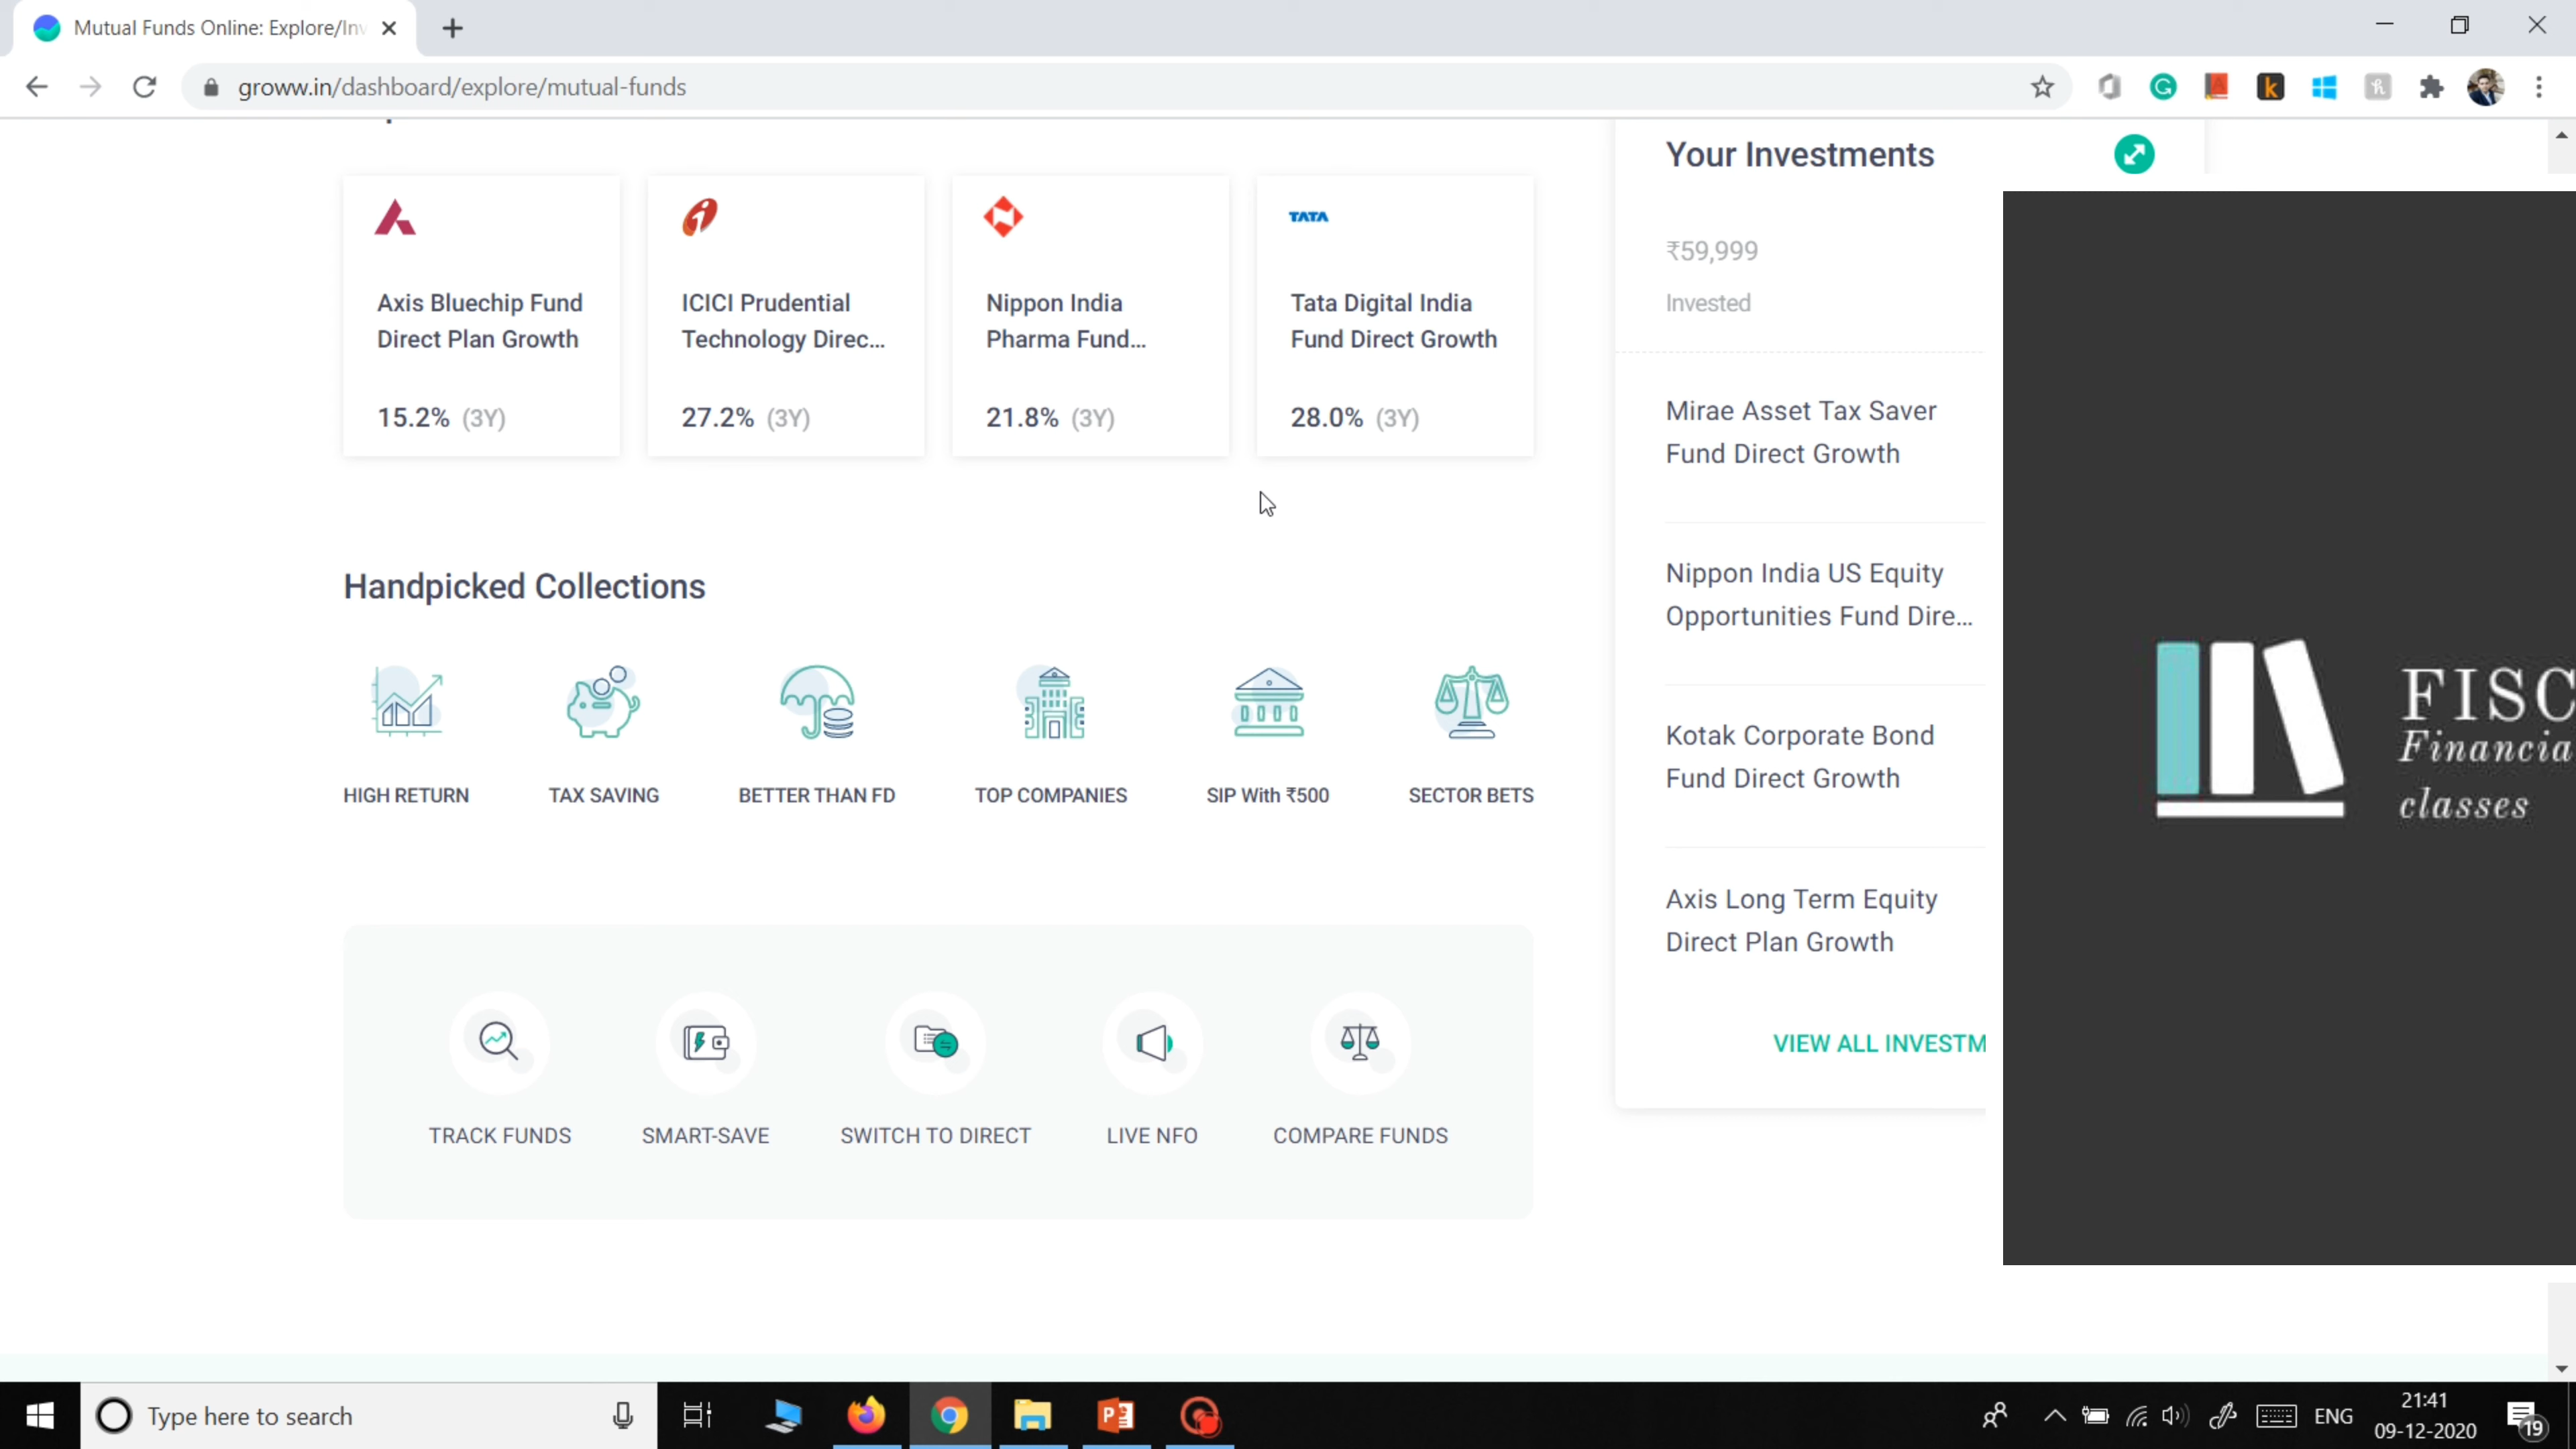 Mutual Funds Online: Explore/Inv
groww.in/dashboard/explore/mutual-funds
Your Investments
TATA
₹59,999
Invested
Axis Bluechip Fund
Direct Plan Growth
15.2% (3Y)
ICICI Prudential
Technology Direc...
27.2% (3Y)
Nippon India
Pharma Fund...
21.8% (3Y)
Tata Digital India
Fund Direct Growth
28.0% (3Y)
Mirae Asset Tax Saver
Fund Direct Growth
Nippon India US Equity
Opportunities Fund Dire...
Kotak Corporate Bond
Fund Direct Growth
Axis Long Term Equity
Direct Plan Growth
VIEW ALL INVESTM
Handpicked Collections
HIGH RETURN
TAX SAVING
BETTER THAN FD
TOP COMPANIES
SIP With ₹500
SECTOR BETS
TRACK FUNDS
SMART-SAVE
SWITCH TO DIRECT
LIVE NFO
COMPARE FUNDS
FISC
Financia
classes
Type here to search
ENG
21:41
09-12-2020
19